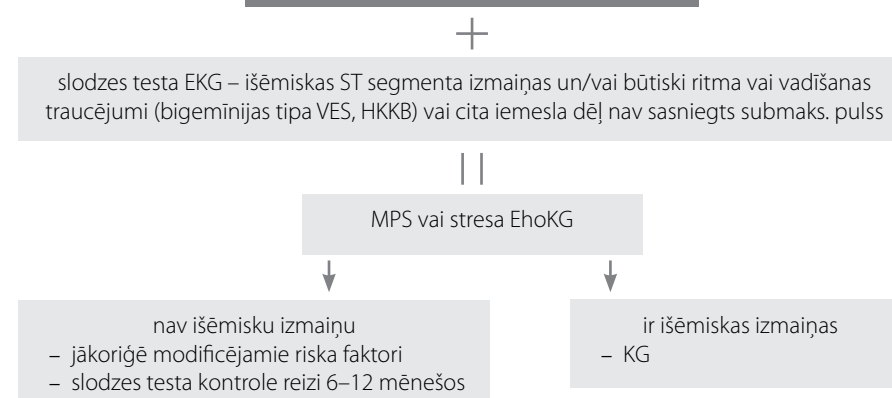 slodzes testa EKG – išēmiskas ST segmenta izmaiņas un/vai būtiski ritma vai vadīšanas
traucējumi (bigemīnijas tipa VES, HKKB) vai cita iemesla dēļ nav sasniegts submaks. pulss
MPS vai stresa EhoKG
nav išēmisku izmaiņu
– jākoriģē modificējamie riska faktori
– slodzes testa kontrole reizi 6–12 mēnešos
ir išēmiskas izmaiņas
– KG